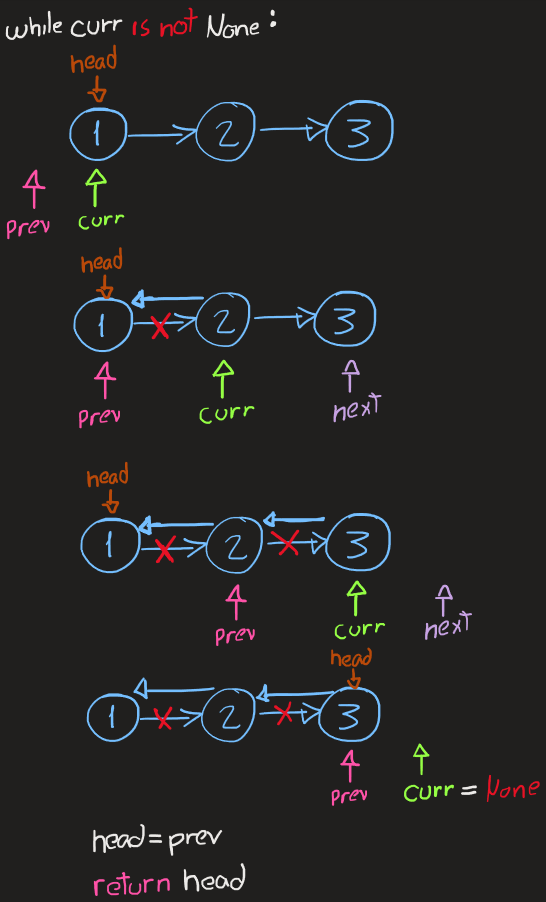 while curr is not None:
head
1 2 3
prev curr
head
1 2 3
prev curr next
head
1 2 3
prev curr next
head
1 2 3
prev curr = None
head = prev
return head